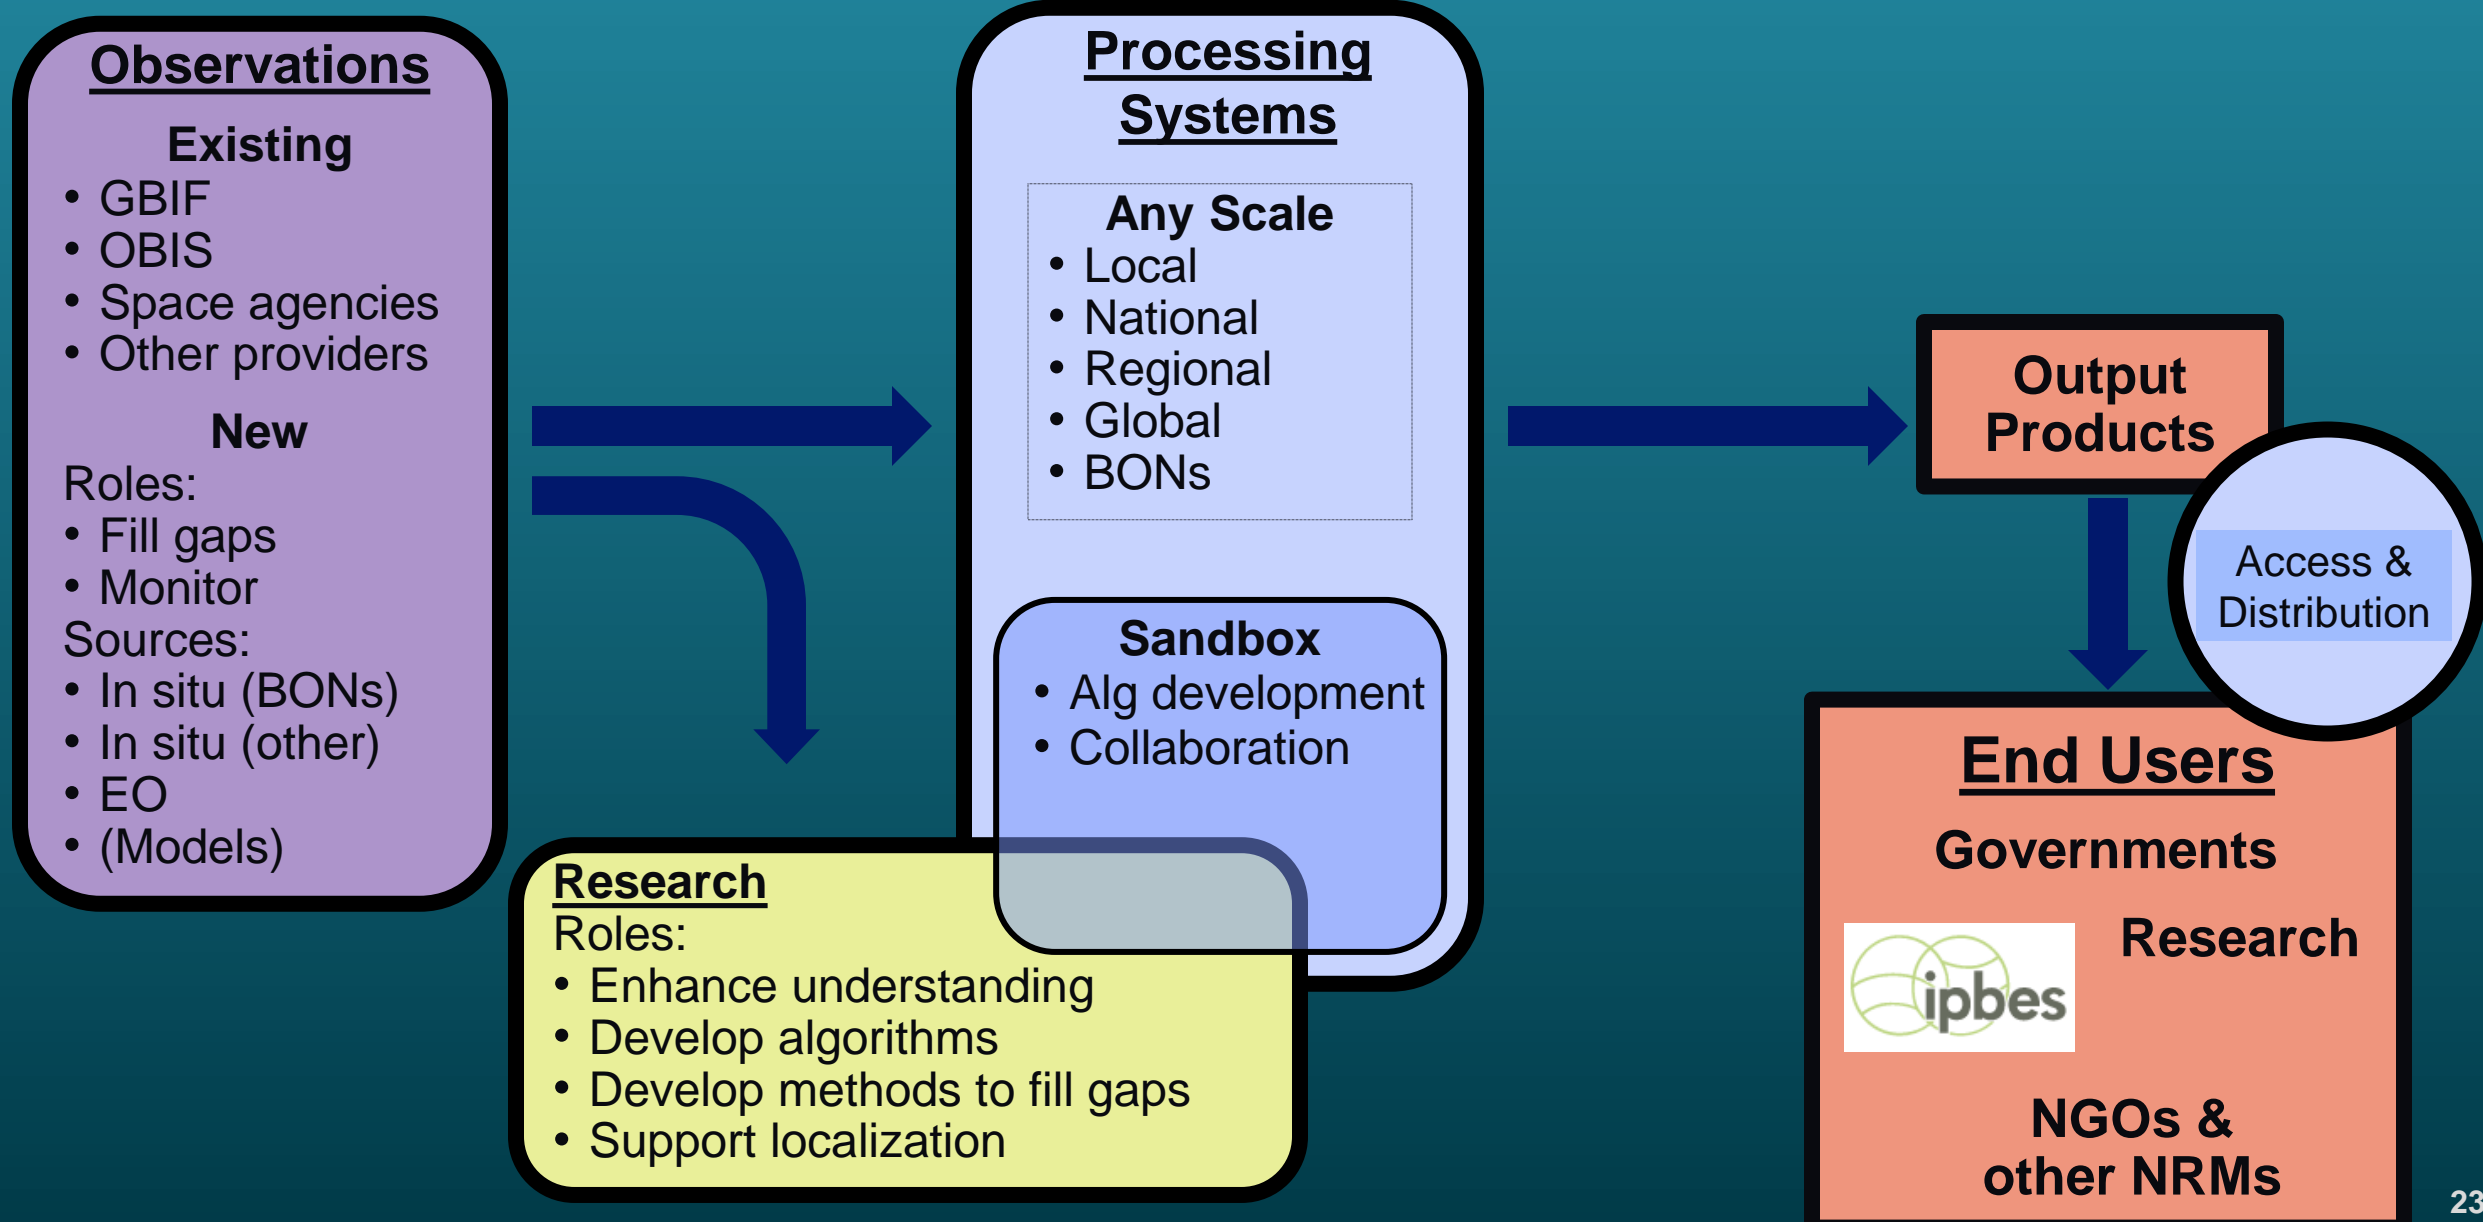 Observations
Existing
• GBIF
• OBIS
• Space agencies
• Other providers
New
Roles:
• Fill gaps
• Monitor
Sources:
• In situ (BONs)
• In situ (other)
• EO
• (Models)
Processing
Systems
Any Scale
• Local
• National
• Regional
• Global
• BONs
Sandbox
• Alg development
• Collaboration
Research
Roles:
• Enhance understanding
• Develop algorithms
• Develop methods to fill gaps
• Support localization
Output
Products
Access &
Distribution
End Users
Governments
Research
ipbes
NGOs &
other NRMs
23